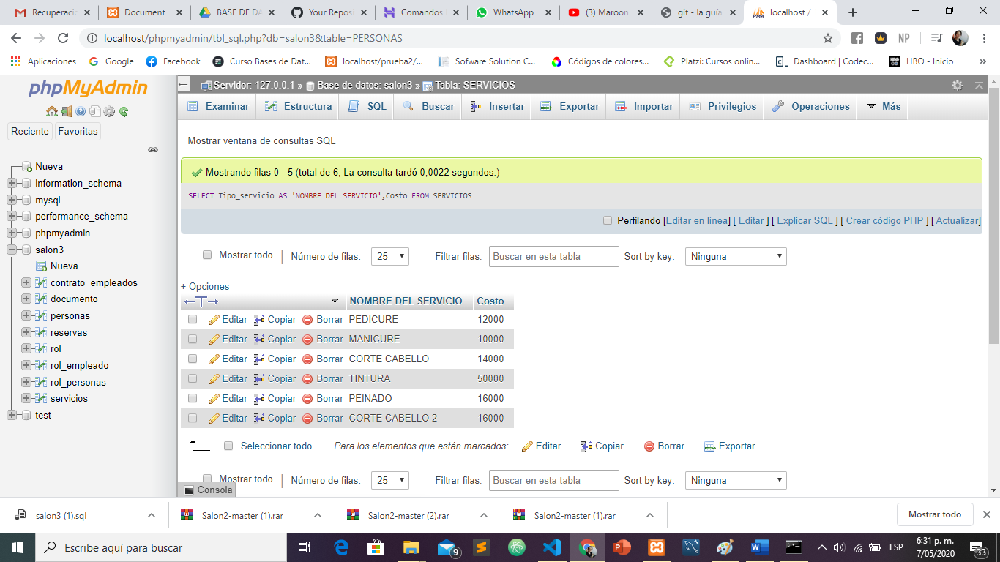 Recuperaci
Document
BASE DE DA
Your Repos
Comandos
WhatsApp
(3) Maroon
git - la guía
localhost /
localhost/phpmyadmin/tbl_sql.php?db=salon3&table=PERSONAS
NP
Aplicaciones
Google
Facebook
Curso Bases de Dat...
localhost/prueba2/...
Sofware Solution C...
Códigos de colores...
Platzi: Cursos onlin...
Dashboard | Codec...
HBO - Inicio
»
phpMyAdmin
Reciente
Favoritas
Nueva
information_schema
mysql
performance_schema
phpmyadmin
salon3
Nueva
contrato_empleados
documento
personas
reservas
rol
rol_empleado
rol_personas
servicios
test
Servidor: 127.0.0.1 » Base de datos: salon3 » Tabla: SERVICIOS
Examinar
Estructura
SQL
Buscar
Insertar
Exportar
Importar
Privilegios
Operaciones
Más
Mostrar ventana de consultas SQL
Mostrando filas 0 - 5 (total de 6, La consulta tardó 0,0022 segundos.)
SELECT Tipo_servicio AS 'NOMBRE DEL SERVICIO',Costo FROM SERVICIOS
Perfilando [Editar en línea] [ Editar ] [ Explicar SQL ] [ Crear código PHP ] [ Actualizar]
Mostrar todo | Número de filas: 25 Filtrar filas: Buscar en esta tabla Sort by key: Ninguna
+ Opciones
NOMBRE DEL SERVICIO Costo
Editar Copiar Borrar PEDICURE 12000
Editar Copiar Borrar MANICURE 10000
Editar Copiar Borrar CORTE CABELLO 14000
Editar Copiar Borrar TINTURA 50000
Editar Copiar Borrar PEINADO 16000
Editar Copiar Borrar CORTE CABELLO 2 16000
Seleccionar todo Para los elementos que están marcados: Editar Copiar Borrar Exportar
Mostrar todo | Número de filas: 25 Filtrar filas: Buscar en esta tabla Sort by key: Ninguna
Consola
salon3 (1).sql
Salon2-master (1).rar
Salon2-master (2).rar
Salon2-master (1).rar
Mostrar todo
Escribe aquí para buscar
9
ESP
6:31 p. m.
7/05/2020
33